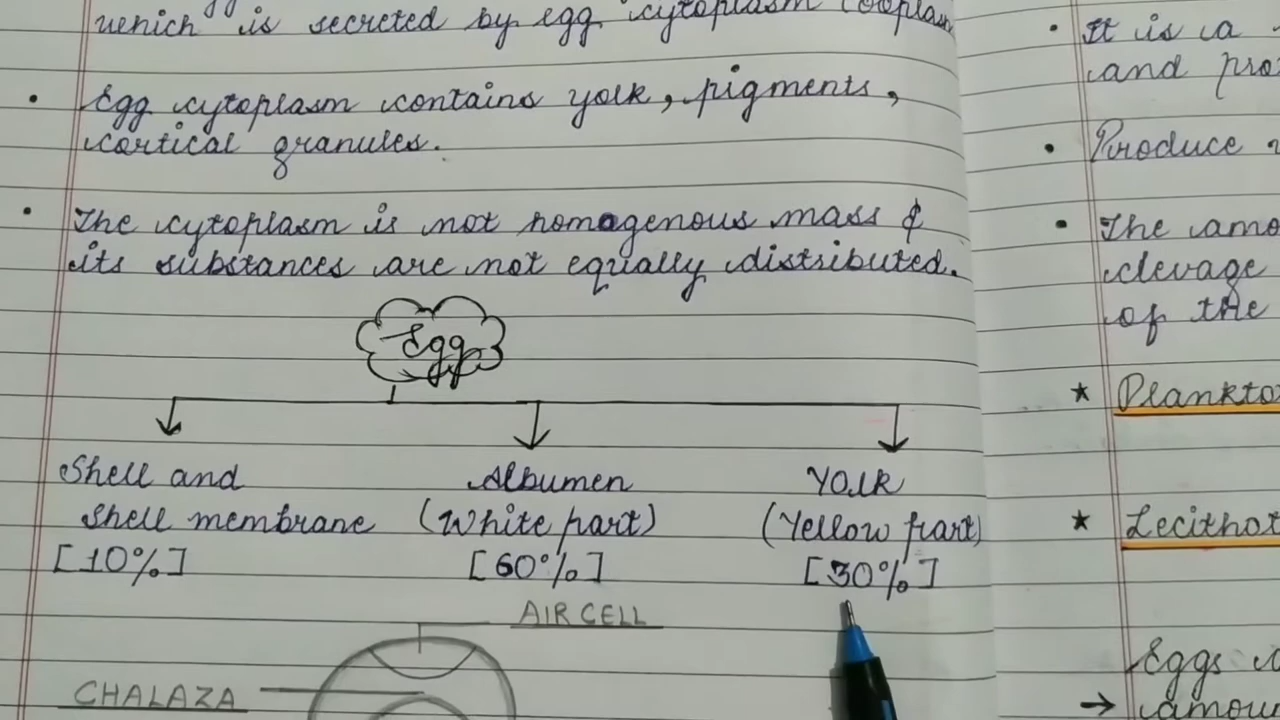 which is secreted by egg cytoplasm (ooplasm
• Egg cytoplasm contains yolk, pigments,
cortical granules.
• The cytoplasm is not homogenous mass &
its substances are not equally distributed.
Egg
Shell and
shell membrane
[10%]
Albumen
(White part)
[60%]
Yolk
(Yellow part)
[30%]
AIR CELL
CHALAZA
• It is a
and pro
• Produce
• The amo
clevage
of the
★ Plankto
★ Lecithot
Eggs
→ amoun